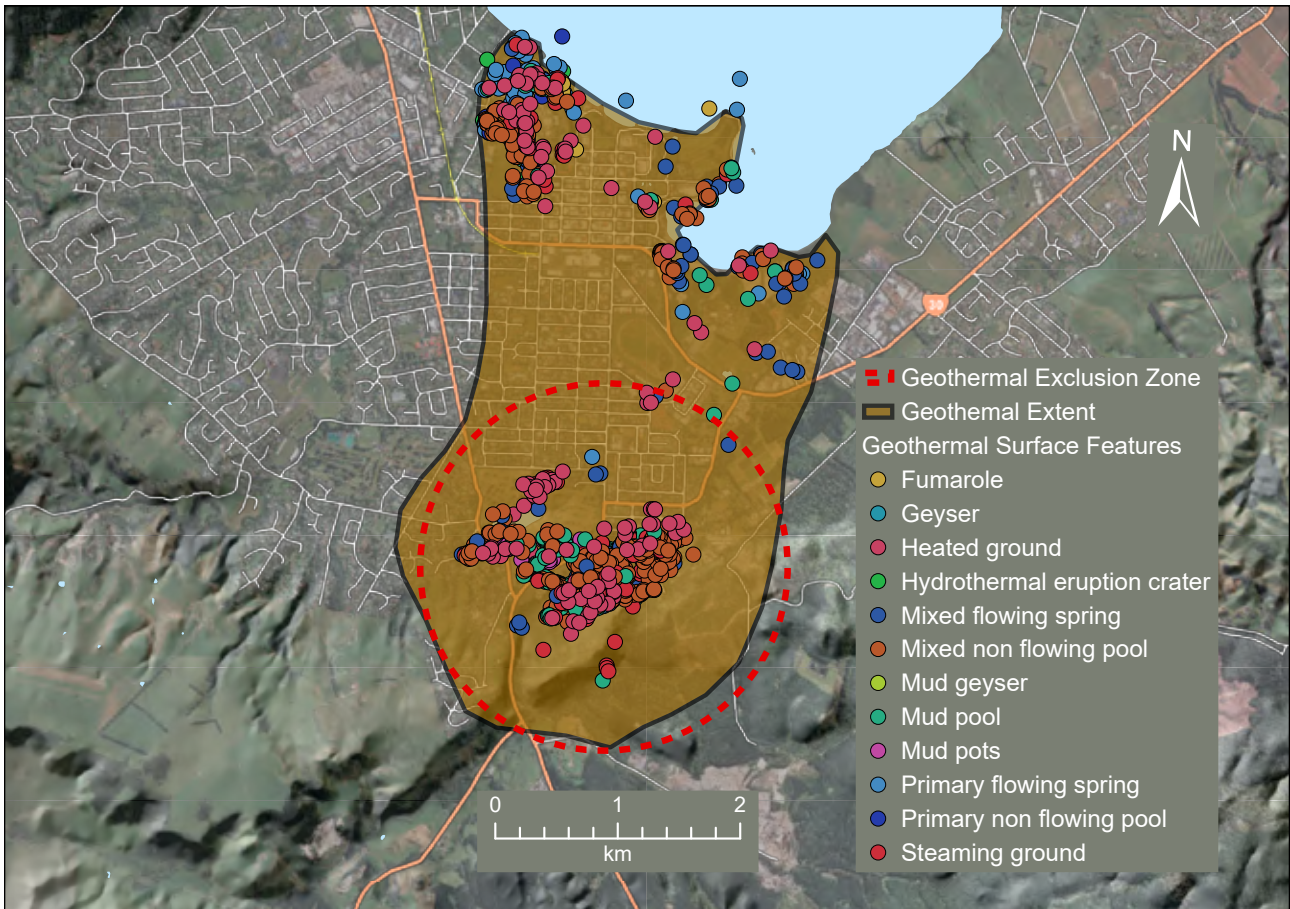 N
30
Geothermal Exclusion Zone
Geothemal Extent
Geothermal Surface Features
Fumarole
Geyser
Heated ground
Hydrothermal eruption crater
Mixed flowing spring
Mixed non flowing pool
Mud geyser
Mud pool
Mud pots
Primary flowing spring
Primary non flowing pool
Steaming ground
0 1 2
km